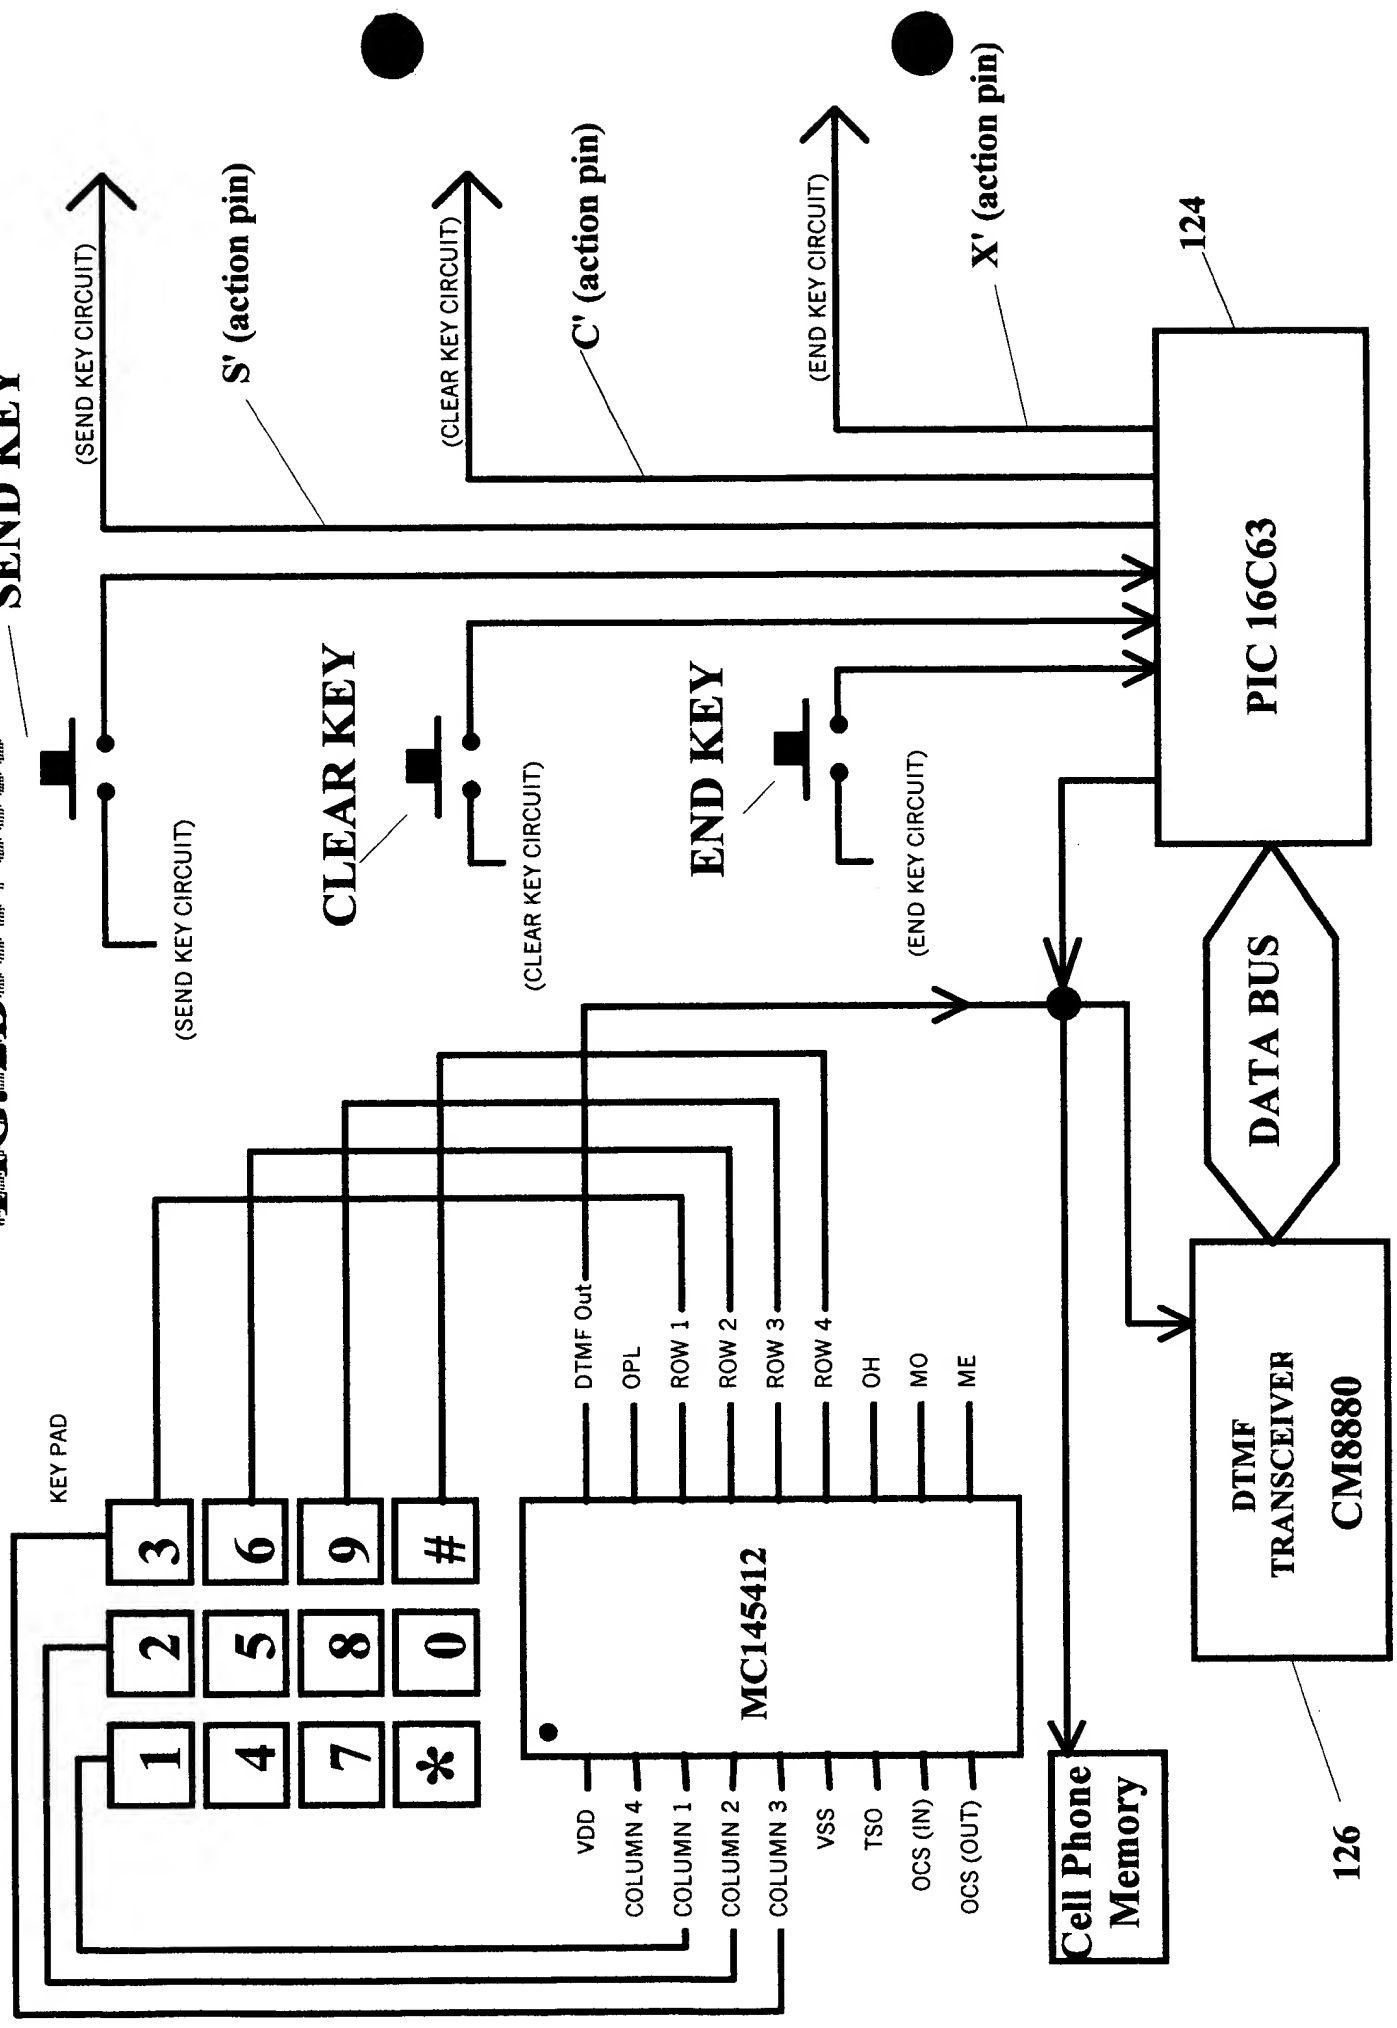 SEND KEY
KEY PAD
1
2
3
4
5
6
7
8
9
*
0
#
(SEND KEY CIRCUIT)
(SEND KEY CIRCUIT)
S' (action pin)
CLEAR KEY
(CLEAR KEY CIRCUIT)
(CLEAR KEY CIRCUIT)
C' (action pin)
END KEY
(END KEY CIRCUIT)
(END KEY CIRCUIT)
X' (action pin)
MC145412
VDD
COLUMN 4
COLUMN 1
COLUMN 2
COLUMN 3
VSS
TSO
OCS (IN)
OCS (OUT)
DTMF Out
OPL
ROW 1
ROW 2
ROW 3
ROW 4
OH
MO
ME
Cell Phone
Memory
DTMF
TRANSCEIVER
CM8880
126
DATA BUS
PIC 16C63
124